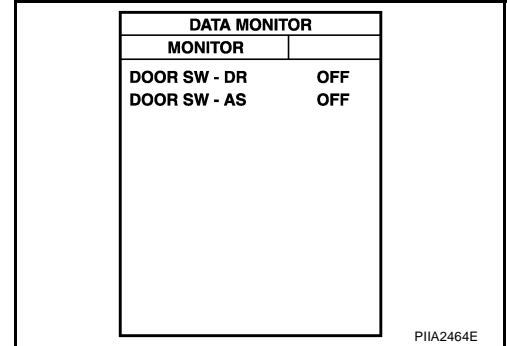 DATA MONITOR
MONITOR
DOOR SW - DR OFF
DOOR SW - AS OFF
PIIA2464E